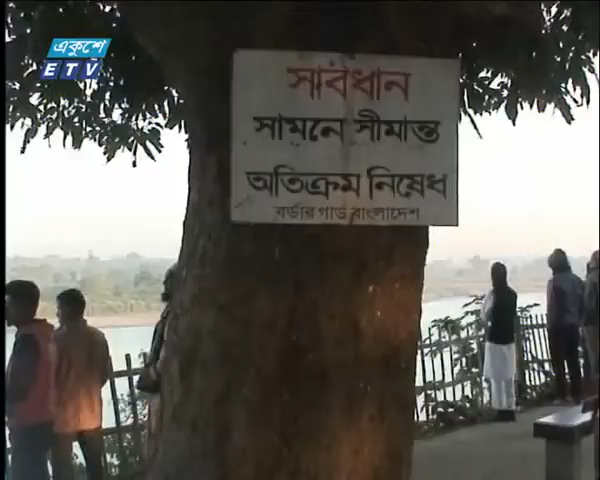 একুশে
ETV
সাবধান
সামনে সীমান্ত
অতিক্রম নিষেধ
বর্ডার গার্ড বাংলাদেশ